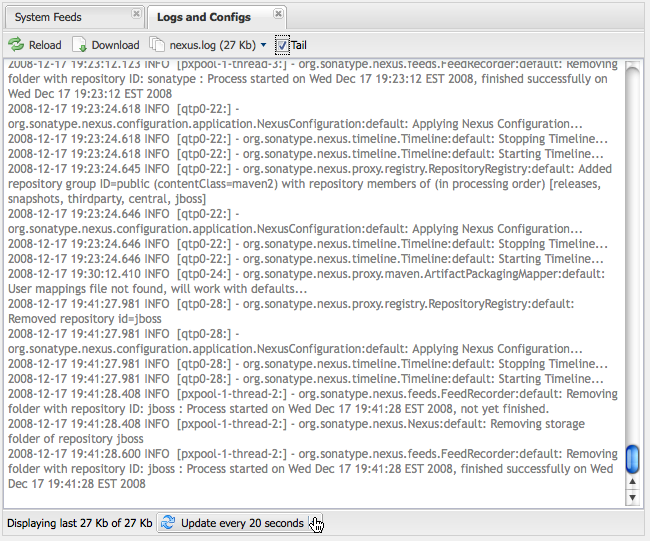 System Feeds Logs and Configs
Reload Download nexus.log (27 Kb) Tail
2008-12-17 19:23:12.123 INFO [pxpool-1-thread-3:] - org.sonatype.nexus.feeds.FeedRecorder:default: Removing
folder with repository ID: sonatype : Process started on Wed Dec 17 19:23:12 EST 2008, finished successfully on
Wed Dec 17 19:23:12 EST 2008
2008-12-17 19:23:24.618 INFO [qtp0-22:] -
org.sonatype.nexus.configuration.application.NexusConfiguration:default: Applying Nexus Configuration...
2008-12-17 19:23:24.618 INFO [qtp0-22:] - org.sonatype.nexus.timeline.Timeline:default: Stopping Timeline...
2008-12-17 19:23:24.618 INFO [qtp0-22:] - org.sonatype.nexus.timeline.Timeline:default: Starting Timeline...
2008-12-17 19:23:24.645 INFO [qtp0-22:] - org.sonatype.nexus.proxy.registry.RepositoryRegistry:default: Added
repository group ID=public (contentClass=maven2) with repository members of (in processing order) [releases,
snapshots, thirdparty, central, jboss]
2008-12-17 19:23:24.646 INFO [qtp0-22:] -
org.sonatype.nexus.configuration.application.NexusConfiguration:default: Applying Nexus Configuration...
2008-12-17 19:23:24.646 INFO [qtp0-22:] - org.sonatype.nexus.timeline.Timeline:default: Stopping Timeline...
2008-12-17 19:23:24.646 INFO [qtp0-22:] - org.sonatype.nexus.timeline.Timeline:default: Starting Timeline...
2008-12-17 19:30:12.410 INFO [qtp0-24:] - org.sonatype.nexus.proxy.maven.ArtifactPackagingMapper:default:
User mappings file not found, will work with defaults...
2008-12-17 19:41:27.981 INFO [qtp0-28:] - org.sonatype.nexus.proxy.registry.RepositoryRegistry:default:
Removed repository id=jboss
2008-12-17 19:41:27.981 INFO [qtp0-28:] -
org.sonatype.nexus.configuration.application.NexusConfiguration:default: Applying Nexus Configuration...
2008-12-17 19:41:27.981 INFO [qtp0-28:] - org.sonatype.nexus.timeline.Timeline:default: Stopping Timeline...
2008-12-17 19:41:27.981 INFO [qtp0-28:] - org.sonatype.nexus.timeline.Timeline:default: Starting Timeline...
2008-12-17 19:41:28.408 INFO [pxpool-1-thread-2:] - org.sonatype.nexus.feeds.FeedRecorder:default: Removing
folder with repository ID: jboss : Process started on Wed Dec 17 19:41:28 EST 2008, not yet finished.
2008-12-17 19:41:28.408 INFO [pxpool-1-thread-2:] - org.sonatype.nexus.Nexus:default: Removing storage
folder of repository jboss
2008-12-17 19:41:28.600 INFO [pxpool-1-thread-2:] - org.sonatype.nexus.feeds.FeedRecorder:default: Removing
folder with repository ID: jboss : Process started on Wed Dec 17 19:41:28 EST 2008, finished successfully on Wed
Dec 17 19:41:28 EST 2008
Displaying last 27 Kb of 27 Kb Update every 20 seconds